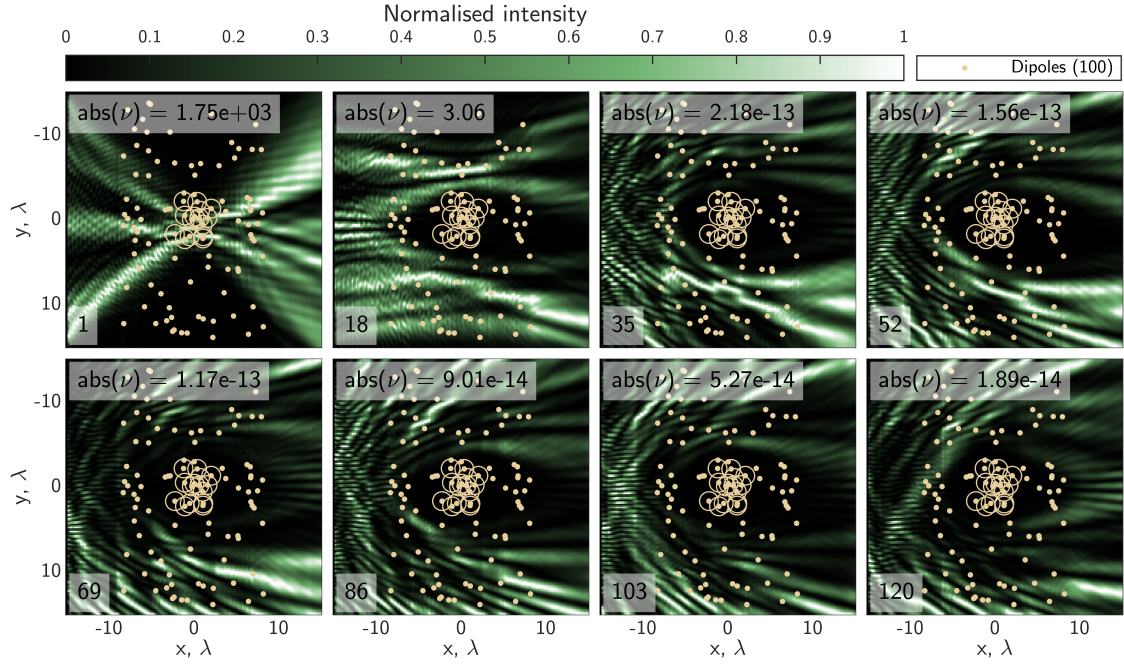 Normalised intensity
0 0.1 0.2 0.3 0.4 0.5 0.6 0.7 0.8 0.9 1
Dipoles (100)
abs(ν) = 1.75e+03 abs(ν) = 3.06 abs(ν) = 2.18e-13 abs(ν) = 1.56e-13
-10
0
10
y, λ
1 18 35 52
abs(ν) = 1.17e-13 abs(ν) = 9.01e-14 abs(ν) = 5.27e-14 abs(ν) = 1.89e-14
-10
0
10
y, λ
69 86 103 120
-10 0 10 -10 0 10 -10 0 10 -10 0 10
x, λ x, λ x, λ x, λ